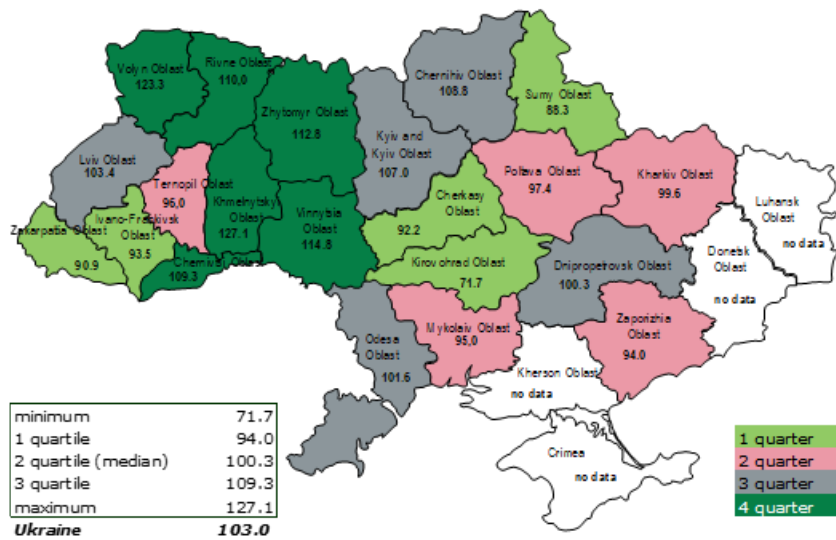 Volyn Oblast
123.3
Rivne Oblast
110,0
Zhytomyr Oblast
112.8
Chernihiv Oblast
108.8
Sumy Oblast
88.3
Kyiv and
Kyiv Oblast
107.0
Lviv Oblast
103.4
Ternopil Oblast
96,0
Khmelnytsky
Oblast
127.1
Vinnytsia
Oblast
114.8
Cherkasy
Oblast
92.2
Poltava Oblast
97.4
Kharkiv Oblast
99.6
Luhansk
Oblast
no data
Donetsk
Oblast
no data
Zakarpatia Oblast
90.9
Ivano-Frankivsk
Oblast
93.5
Chernivtsi Oblast
109.3
Kirovohrad Oblast
71.7
Dnipropetrovsk Oblast
100.3
Odesa
Oblast
101.6
Mykolaiv Oblast
95,0
Zaporizhia
Oblast
94.0
Kherson Oblast
no data
Crimea
no data
minimum 71.7
1 quartile 94.0
2 quartile (median) 100.3
3 quartile 109.3
maximum 127.1
Ukraine 103.0
1 quarter
2 quarter
3 quarter
4 quarter